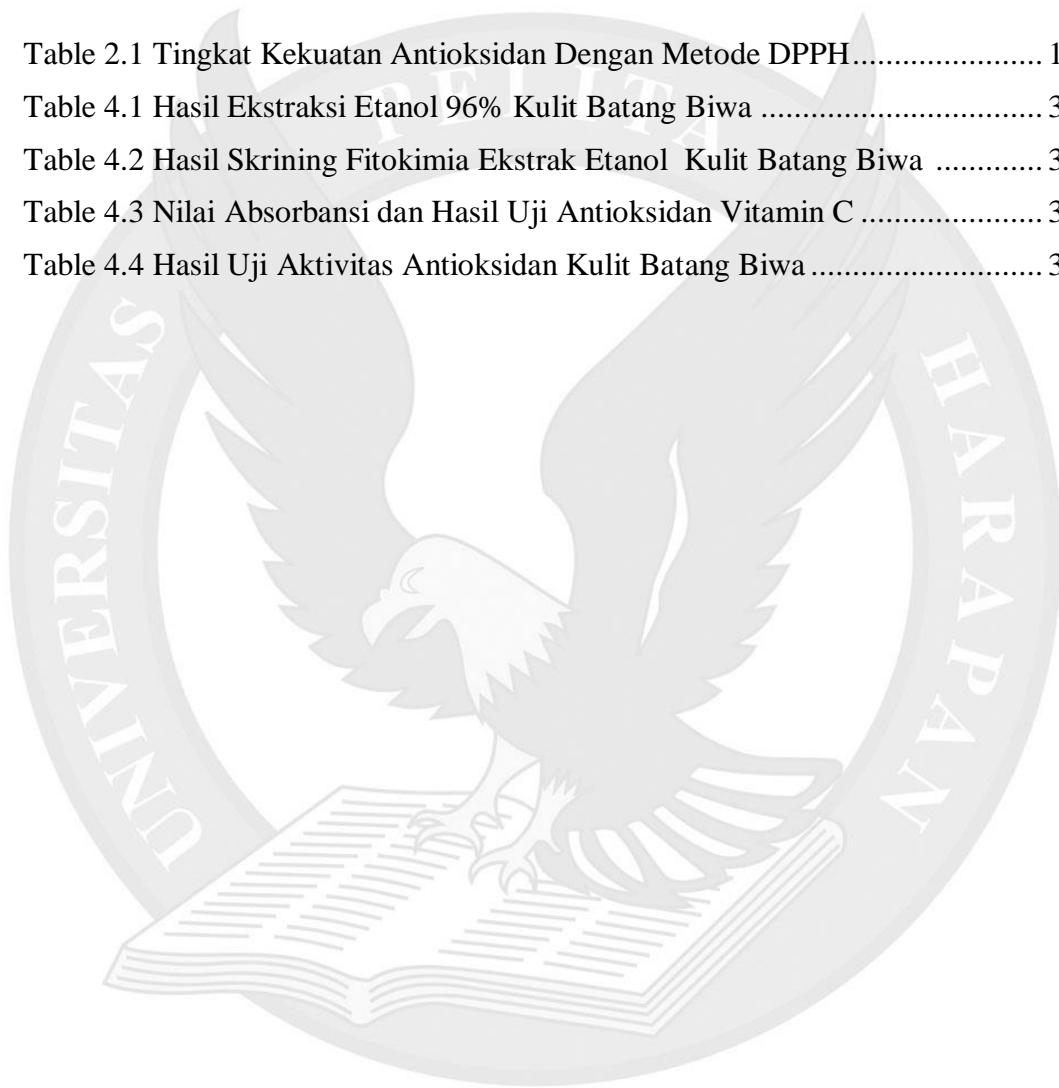 Table 2.1 Tingkat Kekuatan Antioksidan Dengan Metode DPPH....................... 1
Table 4.1 Hasil Ekstraksi Etanol 96% Kulit Batang Biwa .................................. 3
Table 4.2 Hasil Skrining Fitokimia Ekstrak Etanol  Kulit Batang Biwa ............. 3
Table 4.3 Nilai Absorbansi dan Hasil Uji Antioksidan Vitamin C ...................... 3
Table 4.4 Hasil Uji Aktivitas Antioksidan Kulit Batang Biwa ............................ 3
UNIVERSITAS PELITA HARAPAN